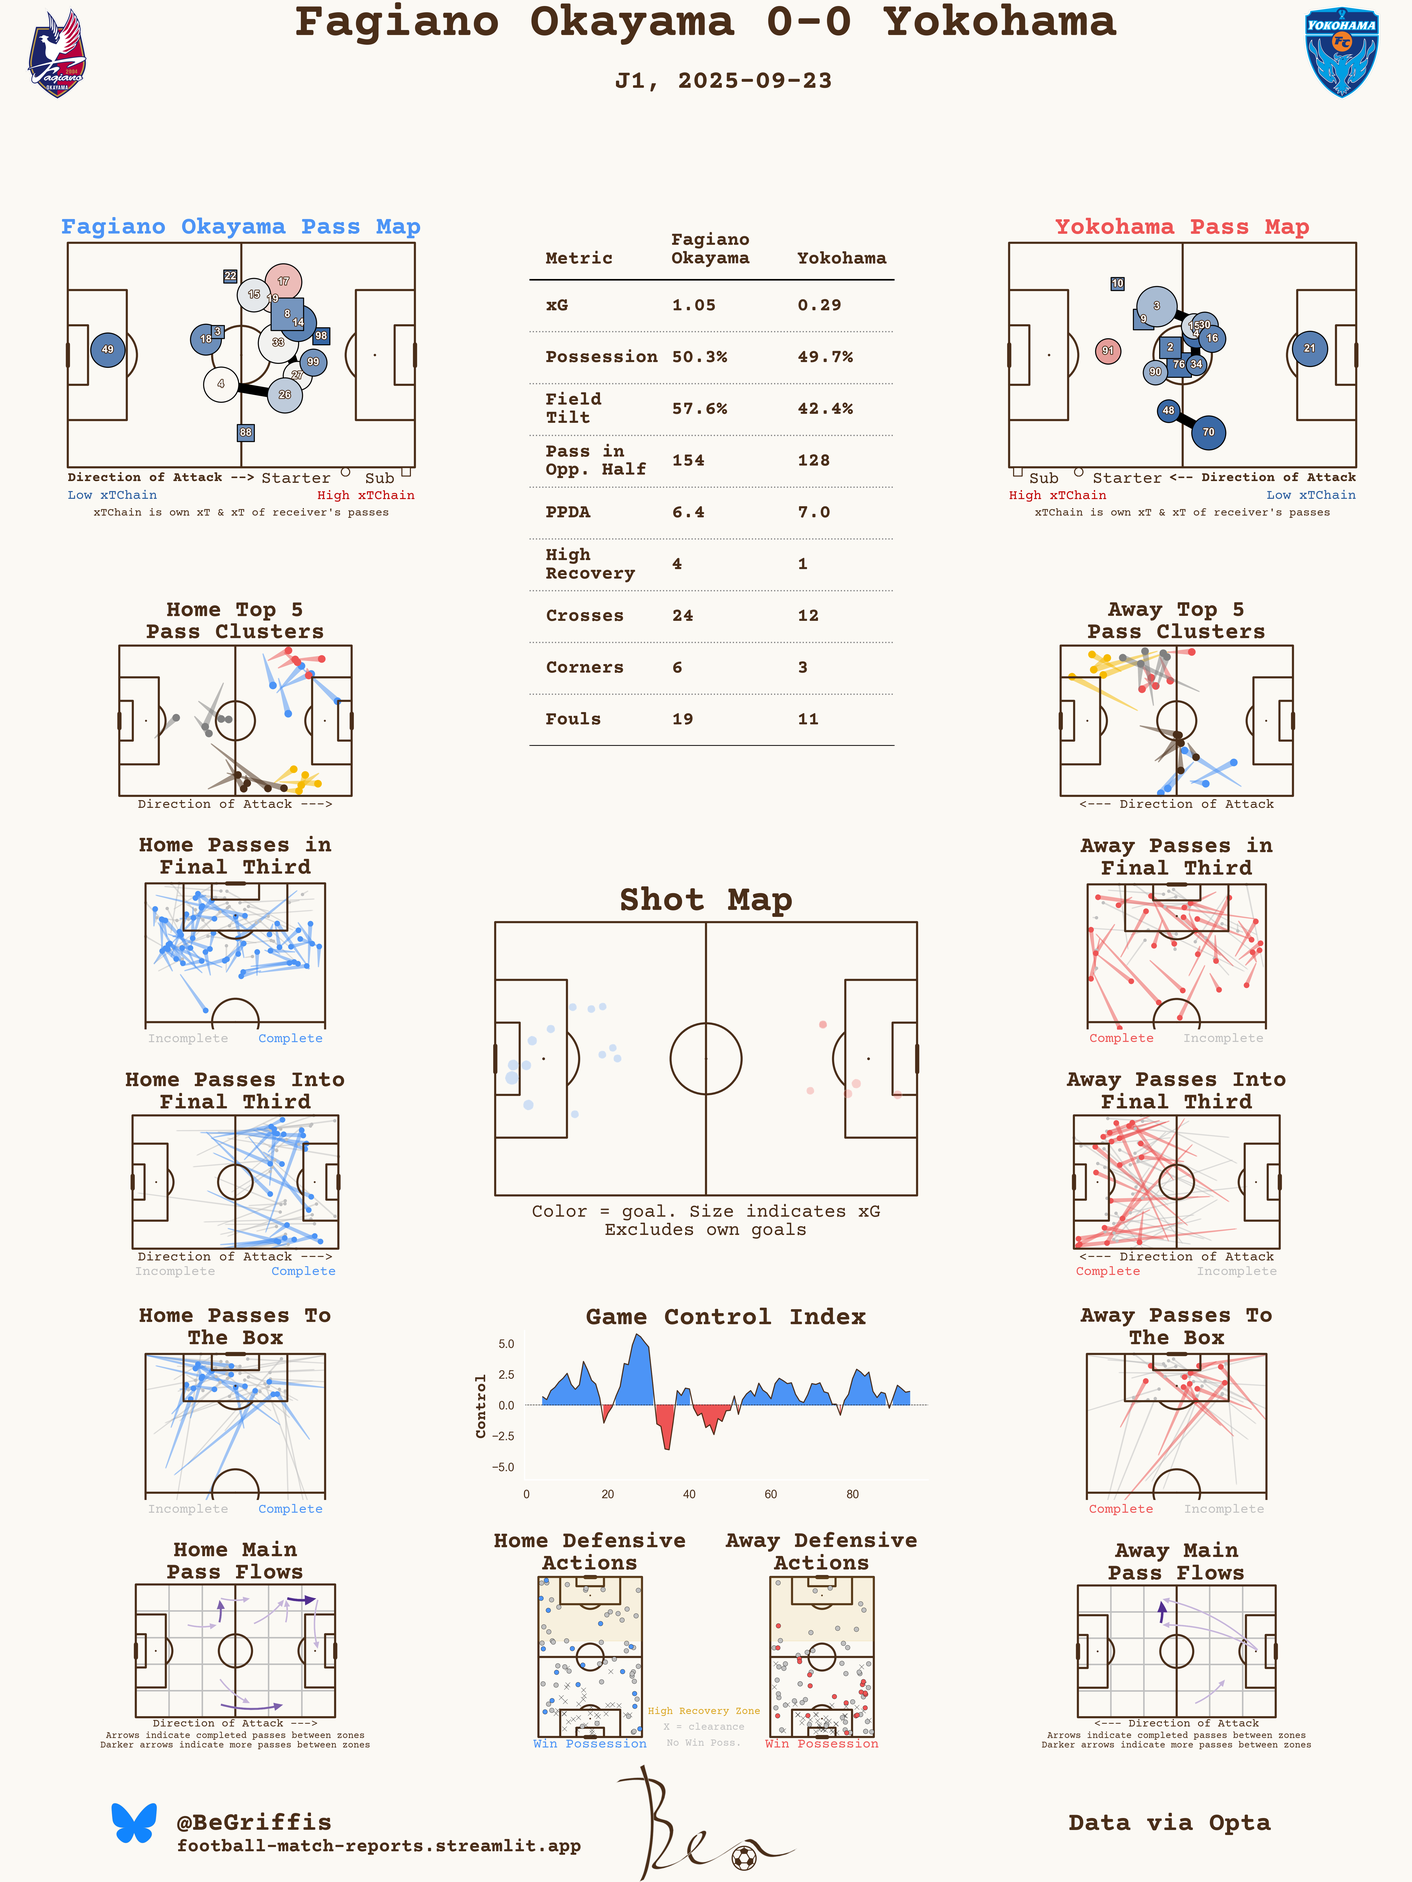 Fagiano Okayama 0-0 Yokohama
J1, 2025-09-23
2004
Fagiano
OKAYAMA
YOKOHAMA
FC
Fagiano Okayama Pass Map
22
17
15
19
8
14
98
3
18
33
49
99
27
4
26
88
Direction of Attack --> Starter Sub
Low xTChain High xTChain
xTChain is own xT & xT of receiver's passes
Metric Fagiano Okayama Yokohama
xG 1.05 0.29
Possession 50.3% 49.7%
Field Tilt 57.6% 42.4%
Pass in Opp. Half 154 128
PPDA 6.4 7.0
High Recovery 4 1
Crosses 24 12
Corners 6 3
Fouls 19 11
Yokohama Pass Map
10
3
9
15
30
4
16
2
91
21
76
34
90
48
70
Sub Starter <-- Direction of Attack
High xTChain Low xTChain
xTChain is own xT & xT of receiver's passes
Home Top 5
Pass Clusters
Direction of Attack --->
Away Top 5
Pass Clusters
<--- Direction of Attack
Home Passes in
Final Third
Incomplete Complete
Away Passes in
Final Third
Complete Incomplete
Shot Map
Color = goal. Size indicates xG
Excludes own goals
Home Passes Into
Final Third
Direction of Attack --->
Incomplete Complete
Away Passes Into
Final Third
<--- Direction of Attack
Complete Incomplete
Home Passes To
The Box
Incomplete Complete
Game Control Index
Control
5.0
2.5
0.0
−2.5
−5.0
0 20 40 60 80
Away Passes To
The Box
Complete Incomplete
Home Main
Pass Flows
Direction of Attack --->
Arrows indicate completed passes between zones
Darker arrows indicate more passes between zones
Home Defensive
Actions
Win Possession
High Recovery Zone
X = clearance
No Win Poss.
Away Defensive
Actions
Win Possession
Away Main
Pass Flows
<--- Direction of Attack
Arrows indicate completed passes between zones
Darker arrows indicate more passes between zones
@BeGriffis
football-match-reports.streamlit.app
Ben
Data via Opta